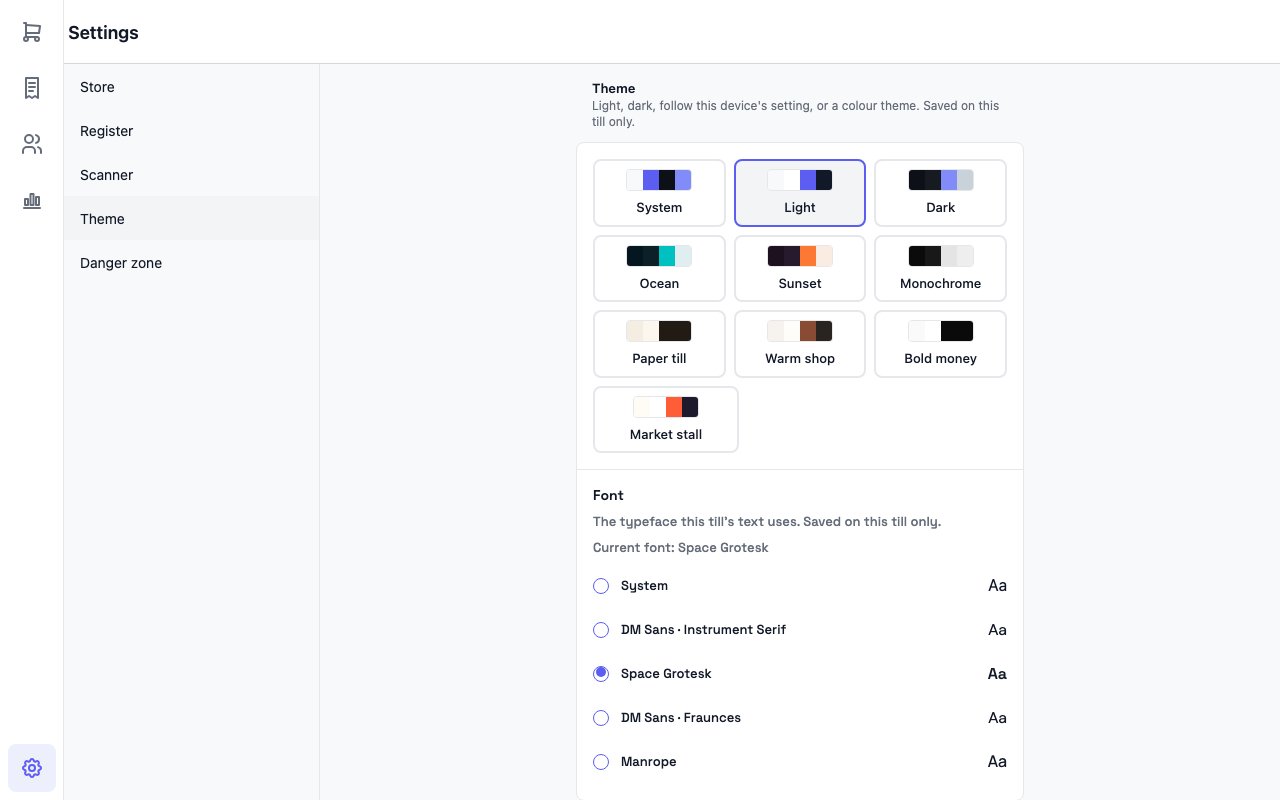 Settings
Store
Register
Scanner
Theme
Danger zone
Theme
Light, dark, follow this device's setting, or a colour theme. Saved on this
till only.
System
Light
Dark
Ocean
Sunset
Monochrome
Paper till
Warm shop
Bold money
Market stall
Font
The typeface this till's text uses. Saved on this till only.
Current font: Space Grotesk
System Aa
DM Sans · Instrument Serif Aa
Space Grotesk Aa
DM Sans · Fraunces Aa
Manrope Aa